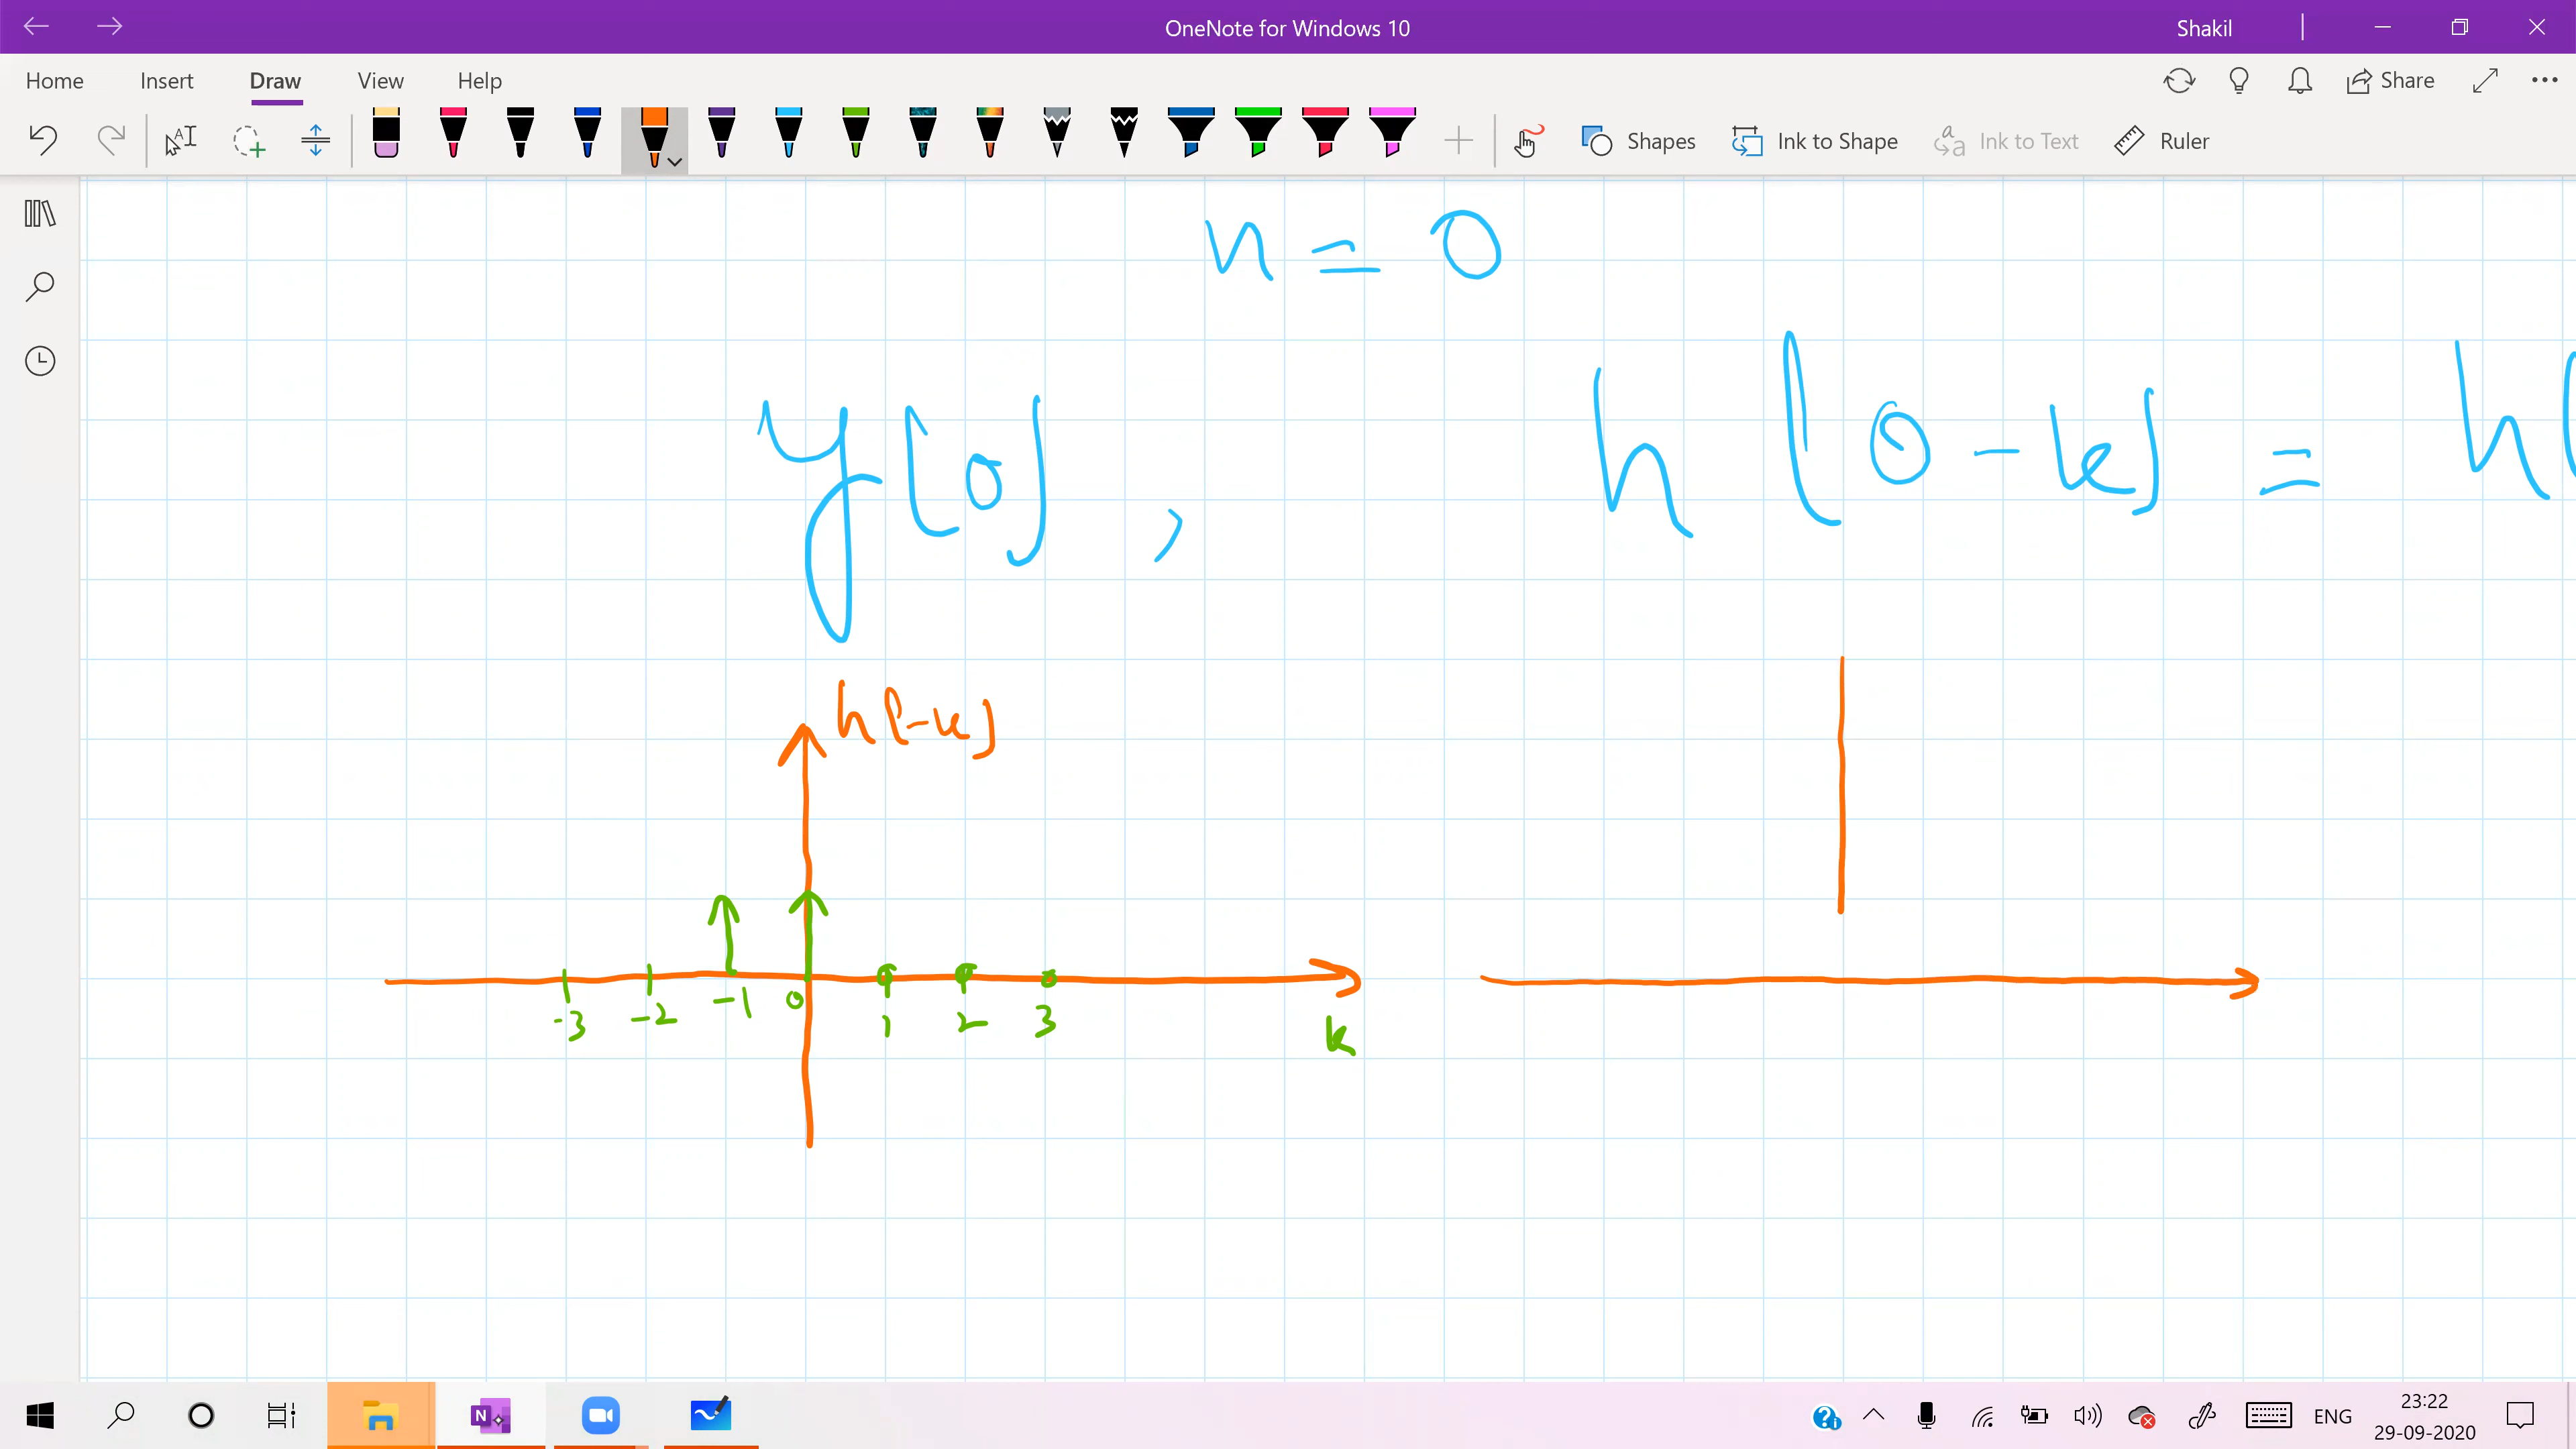 OneNote for Windows 10
Shakil
Home Insert Draw View Help
Share
Shapes Ink to Shape Ink to Text Ruler
n = 0
y[0], h[0-k] = h[
h[-k]
-3 -2 -1 0 1 2 3 k
ENG
23:22
29-09-2020